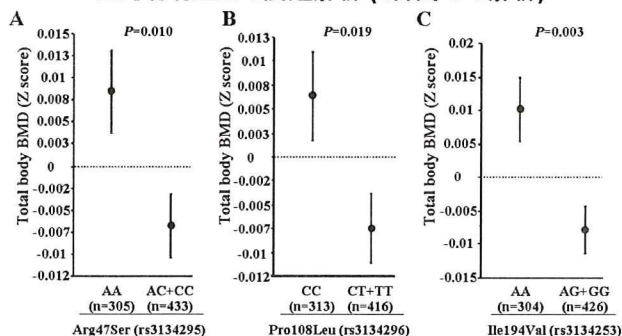 A
B
C
P=0.010
P=0.019
P=0.003
Total body BMD (Z score)
0.015
0.013
0.01
0.008
0.005
0.003
0
-0.002
-0.005
-0.007
-0.01
-0.012
AA AC+CC
(n=305) (n=433)
Arg47Ser (rs3134295)
Total body BMD (Z score)
0.013
0.01
0.008
0.005
0.003
0
-0.002
-0.005
-0.007
-0.01
-0.012
CC CT+TT
(n=313) (n=416)
Pro108Leu (rs3134296)
Total body BMD (Z score)
0.02
0.015
0.01
0.005
0
-0.005
-0.01
-0.015
AA AG+GG
(n=304) (n=426)
Ile194Val (rs3134253)